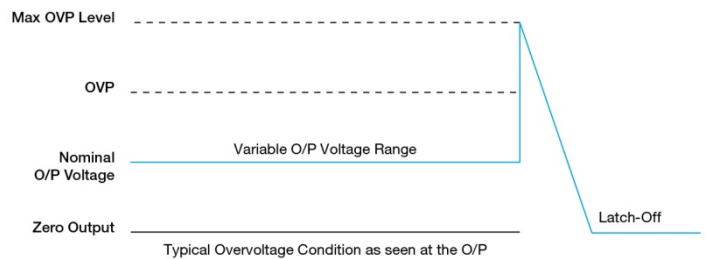 Max OVP Level
OVP
Variable O/P Voltage Range
Nominal
O/P Voltage
Latch-Off
Zero Output
Typical Overvoltage Condition as seen at the O/P